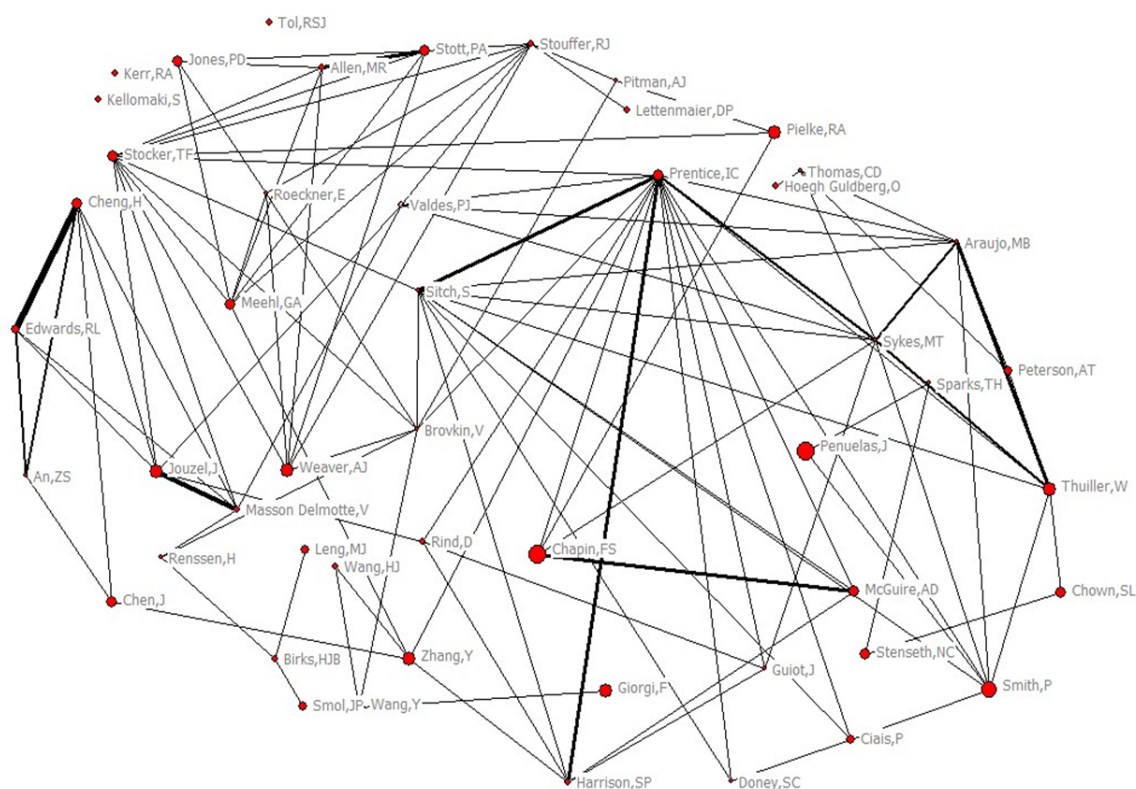 Tol,RSJ
Stouffer,RJ
Stott,PA
Jones,PD
Allen,MR
Kerr,RA
Pitman,AJ
Kellomaki,S
Lettenmaier,DP
Pielke,RA
Stocker,TF
Prentice,IC
Thomas,CD
Hoegh Guldberg,O
Roeckner,E
Cheng,H
Valdes,PJ
Araujo,MB
Sitch,S
Meehl,GA
Edwards,RL
Sykes,MT
Peterson,AT
Sparks,TH
Brovkin,V
Penuelas,J
Jouzel,J
Weaver,AJ
An,ZS
Thuiller,W
Masson Delmotte,V
Rind,D
Leng,MJ
Chapin,FS
Renssen,H
Wang,HJ
McGuire,AD
Chown,SL
Chen,J
Stenseth,NC
Birks,HJB
Zhang,Y
Guiot,J
Giorgi,F
Smith,P
Smol,JP
Wang,Y
Ciais,P
Harrison,SP
Doney,SC